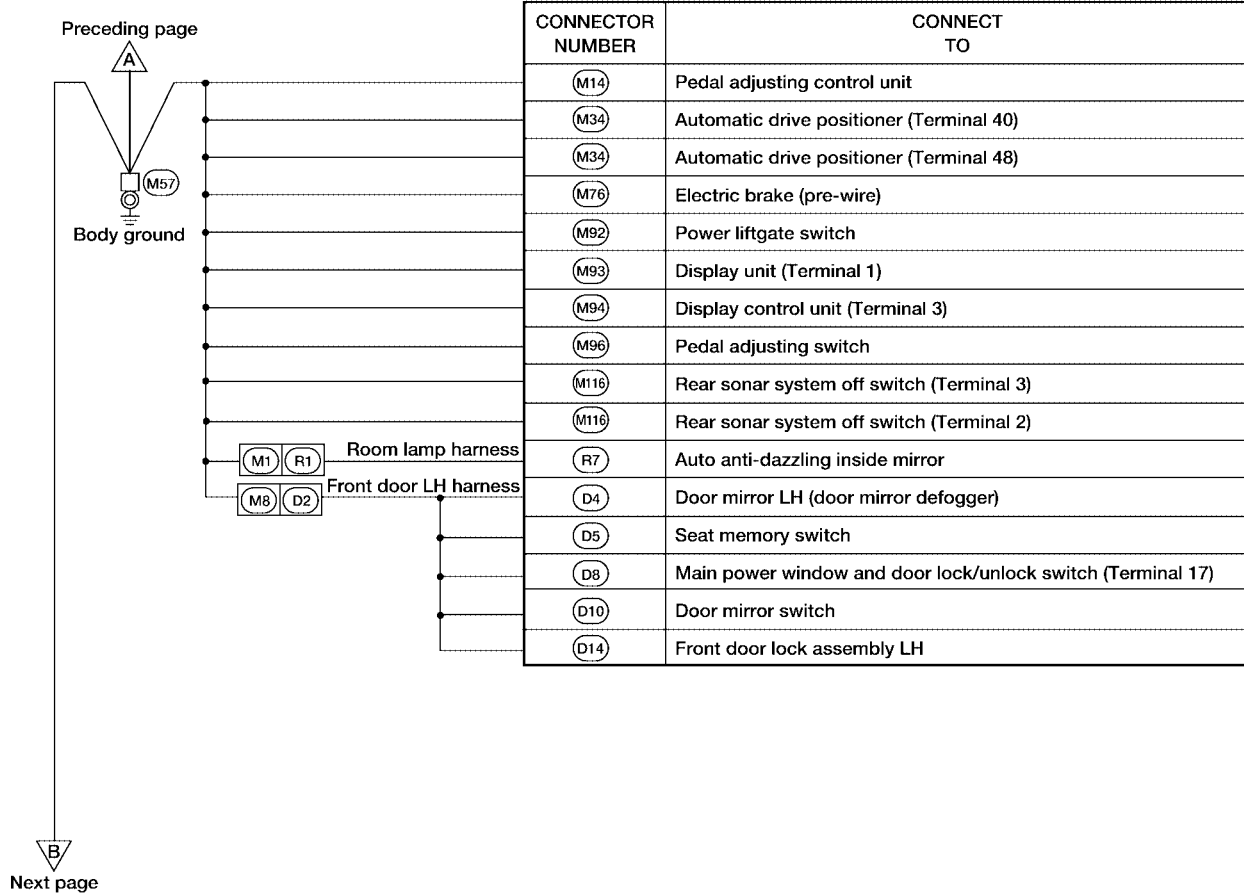 Preceding page
A
M57
Body ground
CONNECTOR NUMBER CONNECT TO
M14 Pedal adjusting control unit
M34 Automatic drive positioner (Terminal 40)
M34 Automatic drive positioner (Terminal 48)
M76 Electric brake (pre-wire)
M92 Power liftgate switch
M93 Display unit (Terminal 1)
M94 Display control unit (Terminal 3)
M96 Pedal adjusting switch
M116 Rear sonar system off switch (Terminal 3)
M116 Rear sonar system off switch (Terminal 2)
M1 R1 Room lamp harness R7 Auto anti-dazzling inside mirror
M8 D2 Front door LH harness D4 Door mirror LH (door mirror defogger)
D5 Seat memory switch
D8 Main power window and door lock/unlock switch (Terminal 17)
D10 Door mirror switch
D14 Front door lock assembly LH
B
Next page